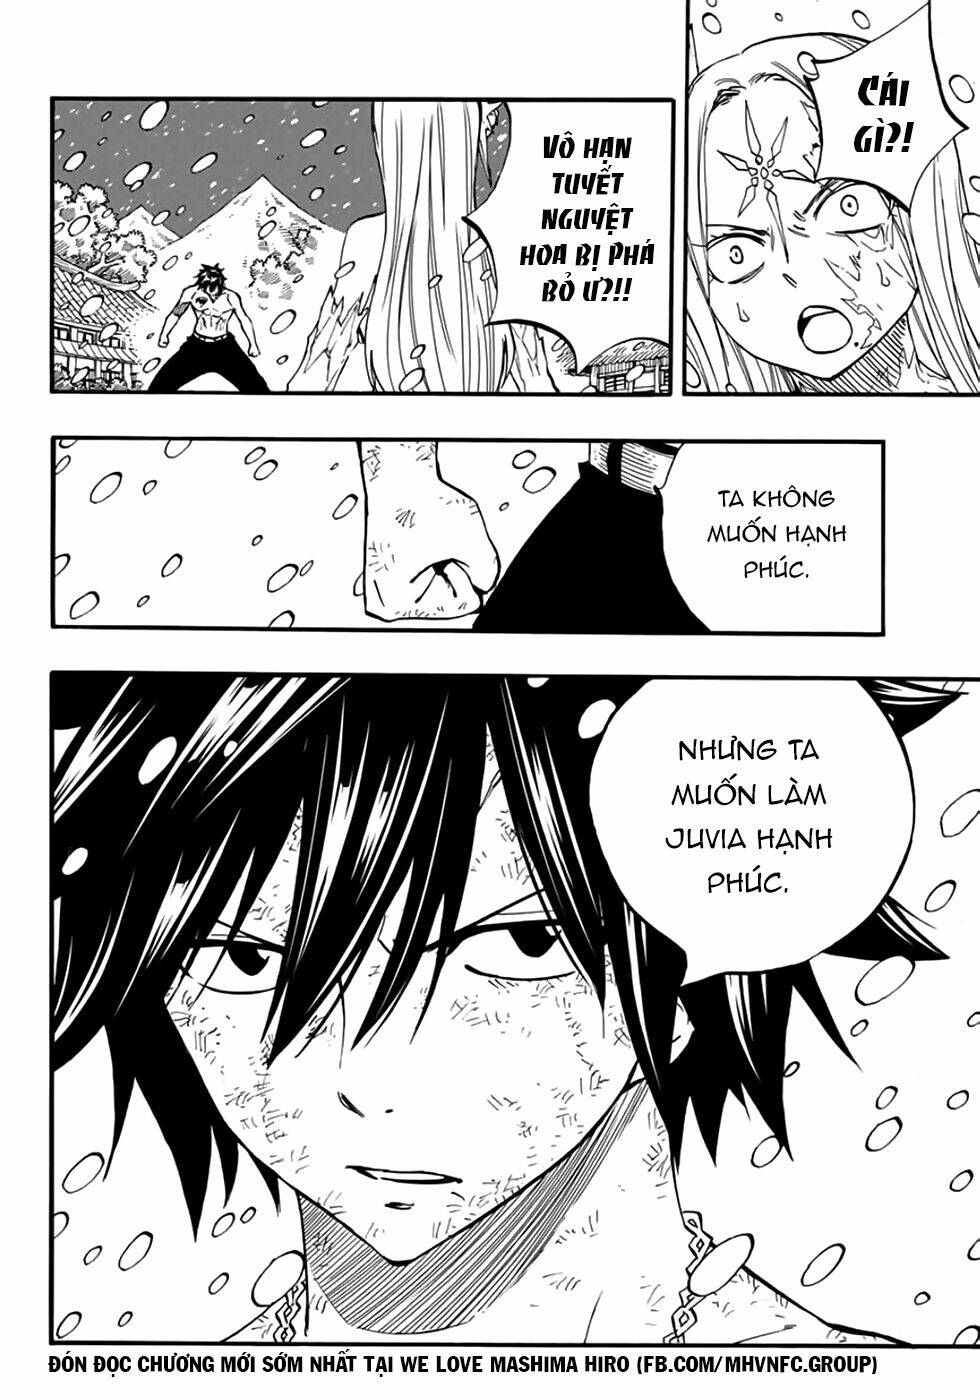 CÁI
GÌ?!
VÔ HẠN
TUYẾT
NGUYỆT
HOA BỊ PHÁ
BỎ Ư?!!
TA KHÔNG
MUỐN HẠNH
PHÚC.
NHƯNG TA
MUỐN LÀM
JUVIA HẠNH
PHÚC.
ĐÓN ĐỌC CHƯƠNG MỚI SỚM NHẤT TẠI WE LOVE MASHIMA HIRO (FB.COM/MHVNFC.GROUP)